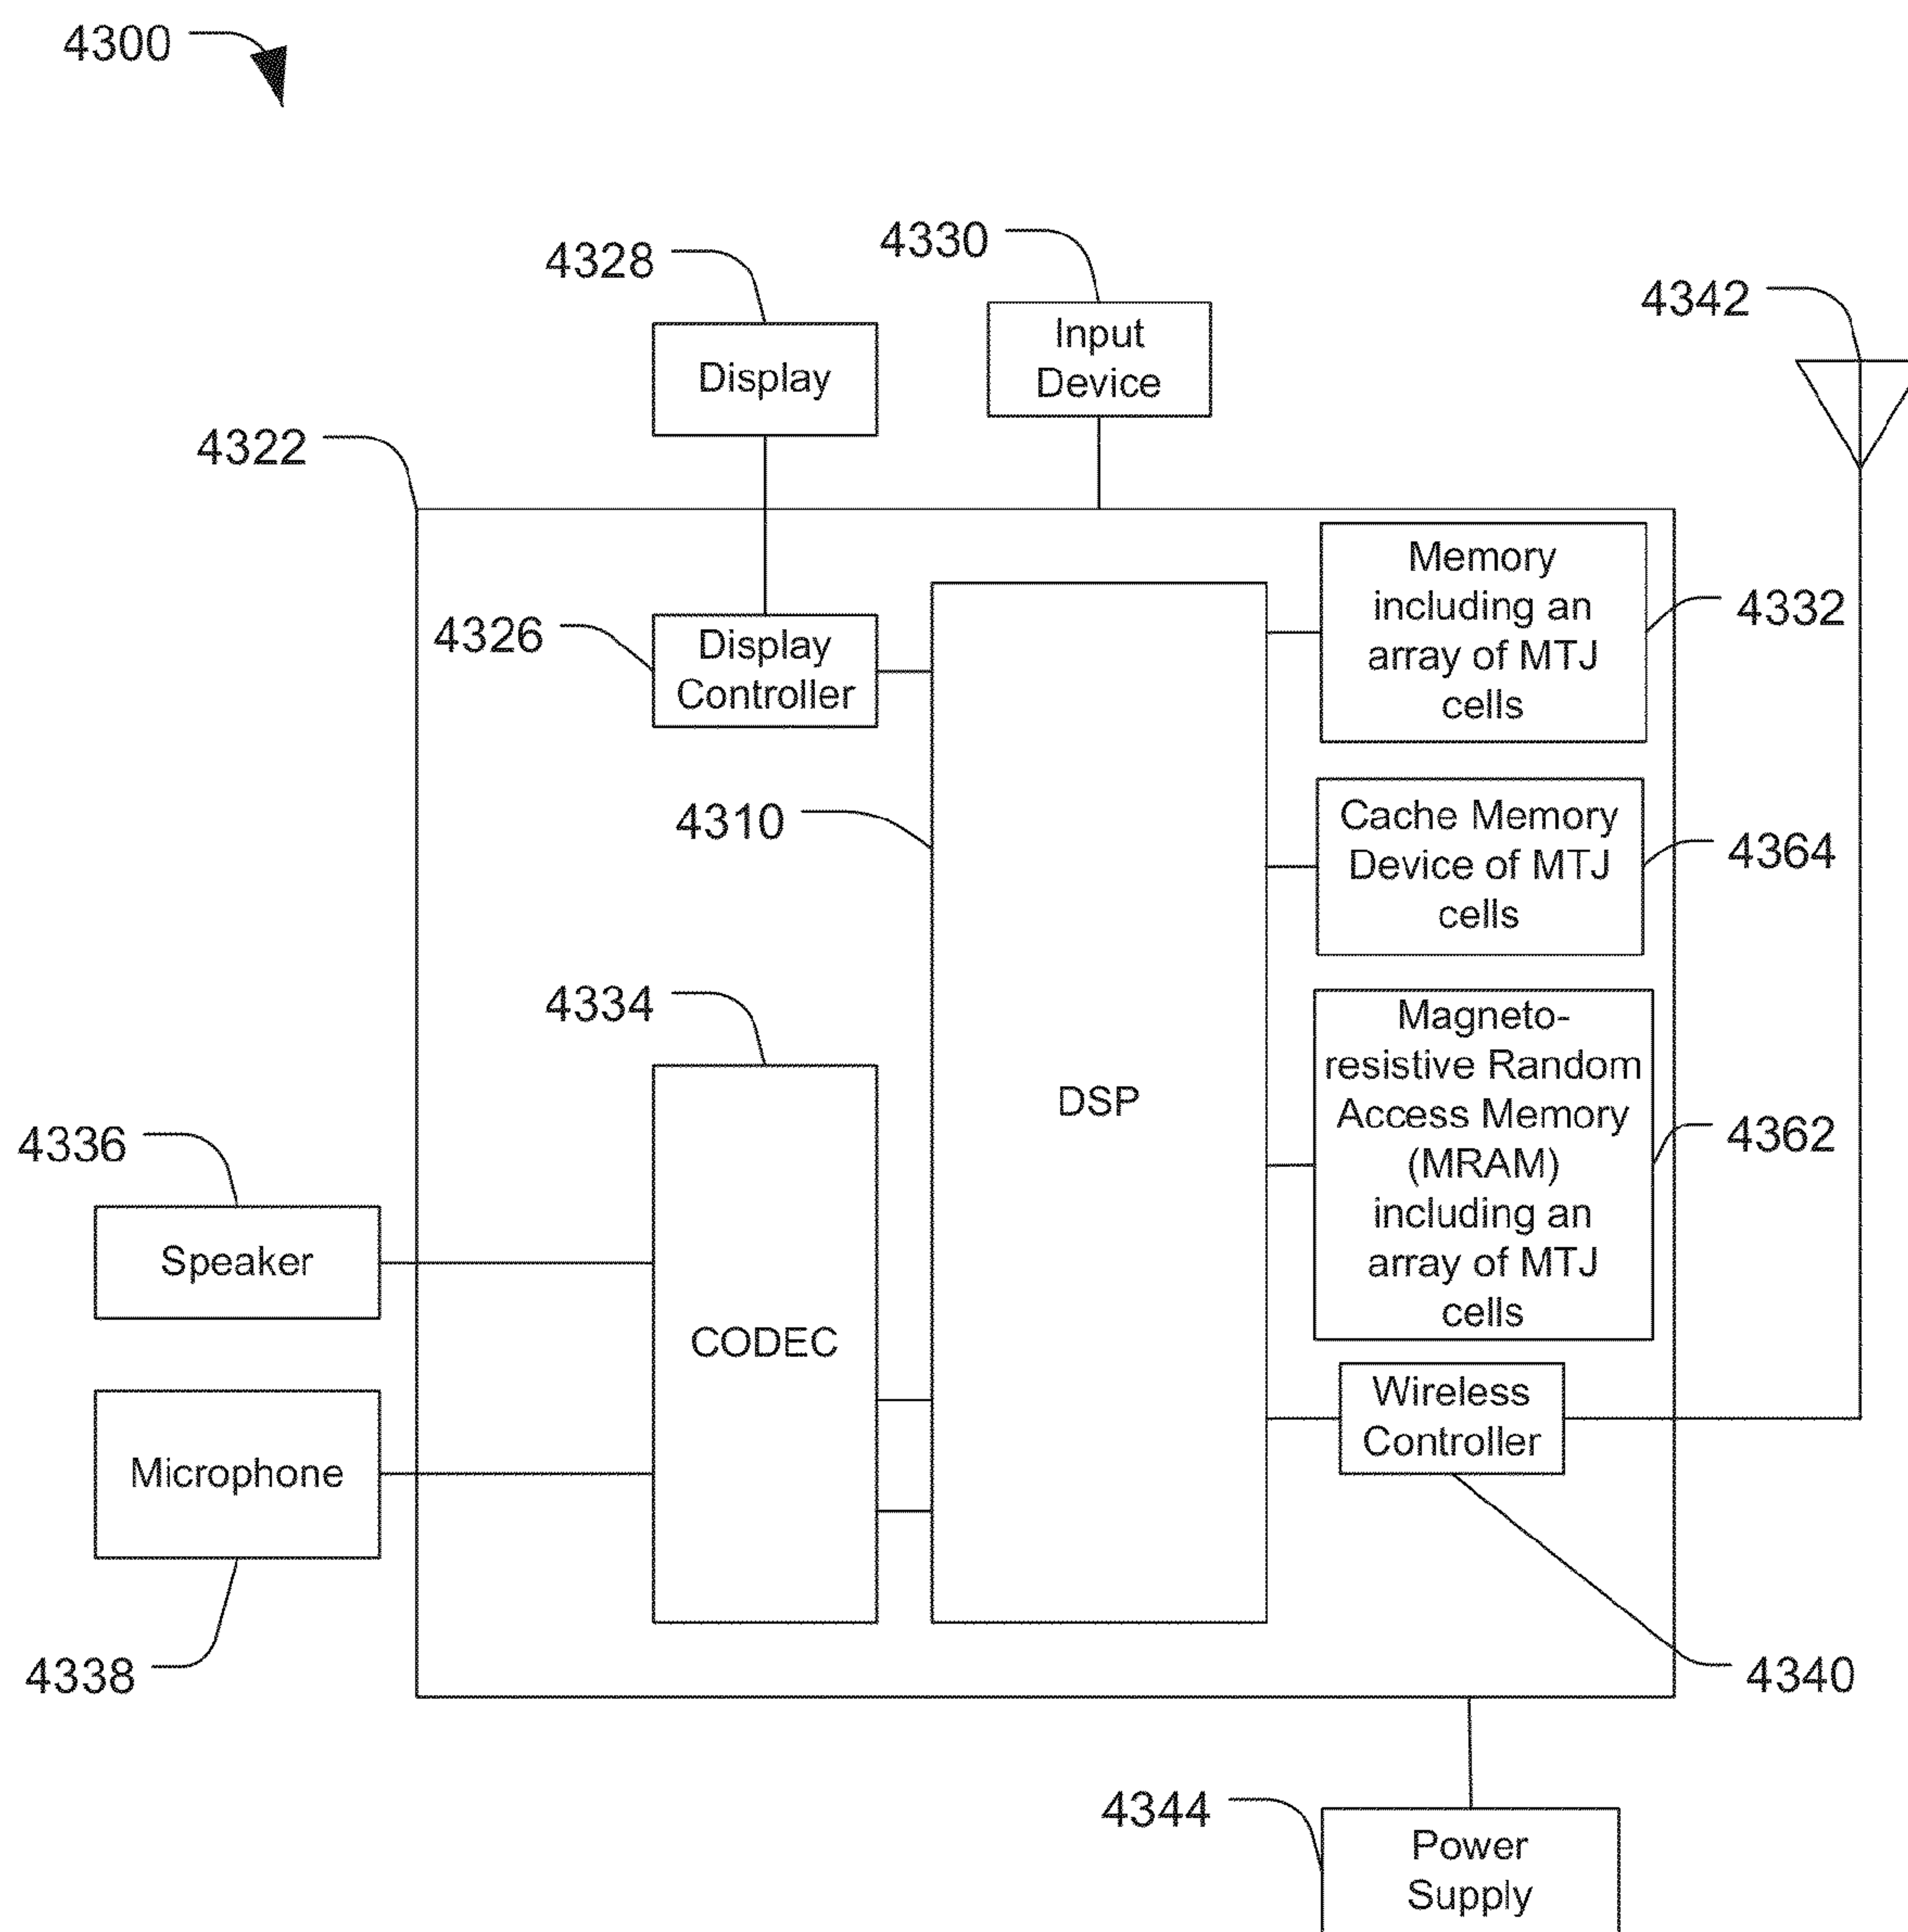 4300
4328
4330
4342
Input
Device
Display
4322
Memory
including an
array of MTJ
cells
4332
4326
Display
Controller
4310
Cache Memory
Device of MTJ
cells
4364
4334
Magneto-
resistive Random
Access Memory
(MRAM)
including an
array of MTJ
cells
4362
DSP
4336
Speaker
CODEC
Wireless
Controller
Microphone
4338
4340
4344
Power
Supply